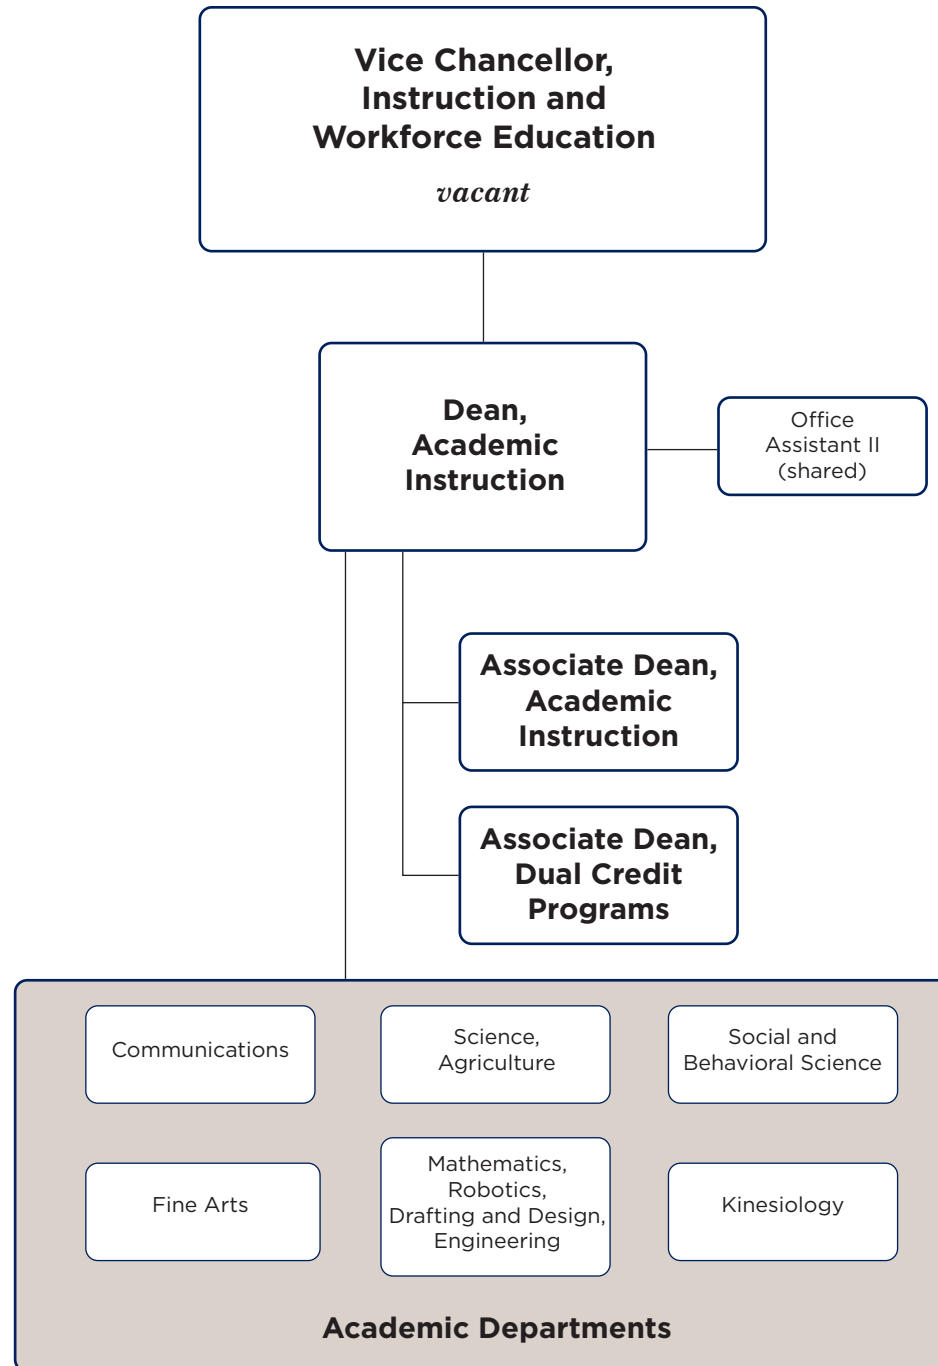 Vice Chancellor,
Instruction and
Workforce Education
vacant
Dean,
Academic
Instruction
Office
Assistant II
(shared)
Associate Dean,
Academic
Instruction
Associate Dean,
Dual Credit
Programs
Communications
Science,
Agriculture
Social and
Behavioral Science
Fine Arts
Mathematics,
Robotics,
Drafting and Design,
Engineering
Kinesiology
Academic Departments